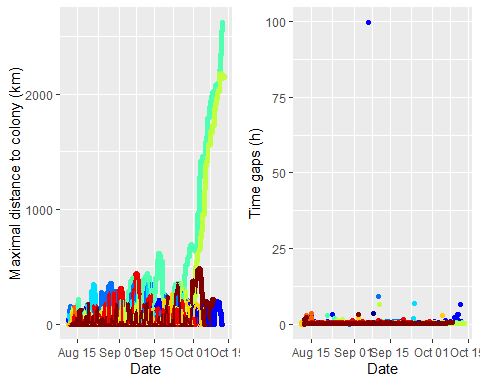 Maximal distance to colony (km)
2000
1000
0
Aug 15 Sep 01 Sep 15 Oct 01 Oct 15
Date
Time gaps (h)
100
75
50
25
0
Aug 15 Sep 01 Sep 15 Oct 01 Oct 15
Date